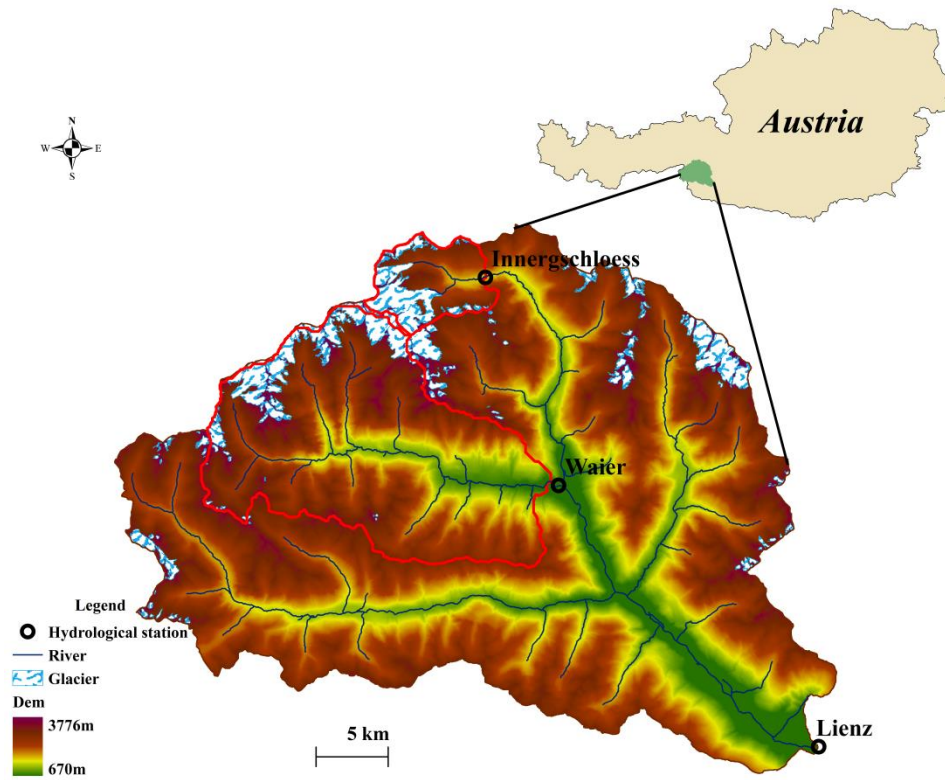 Austria
N
W E
S
Innergschloess
Waier
Legend
Hydrological station
River
Glacier
Dem
3776m
670m
5 km
Lienz